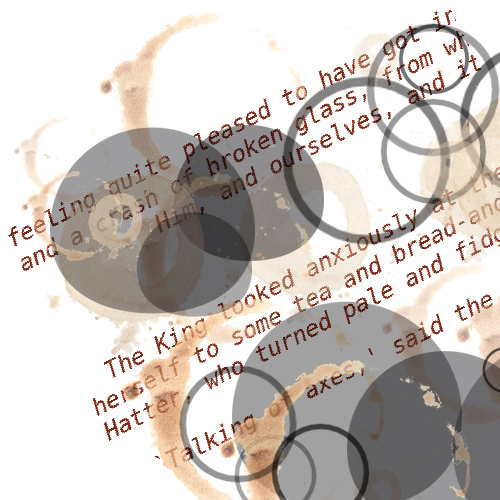 feeling quite pleased to have got in
and a crash of broken glass, from wh
Him, and ourselves, and it
The King looked anxiously at the
herself to some tea and bread-and
Hatter, who turned pale and fidg
`Talking of axes,' said the